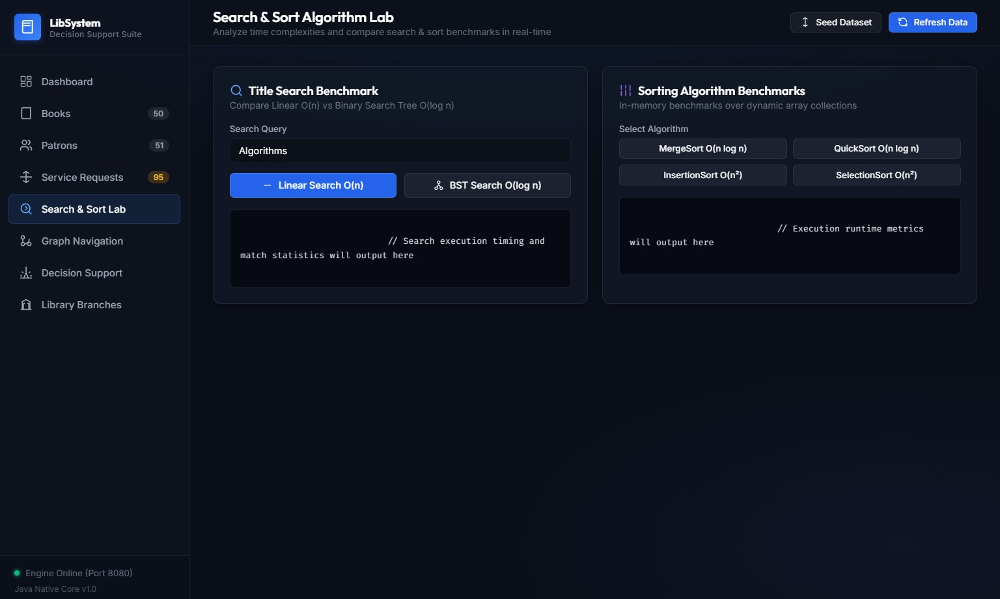 LibSystem
Decision Support Suite
Dashboard
Books 50
Patrons 51
Service Requests 95
Search & Sort Lab
Graph Navigation
Decision Support
Library Branches
Engine Online (Port 8080)
Java Native Core v1.0
Search & Sort Algorithm Lab
Analyze time complexities and compare search & sort benchmarks in real-time
Seed Dataset
Refresh Data
Title Search Benchmark
Compare Linear O(n) vs Binary Search Tree O(log n)
Search Query
Algorithms
Linear Search O(n)
BST Search O(log n)
// Search execution timing and
match statistics will output here
Sorting Algorithm Benchmarks
In-memory benchmarks over dynamic array collections
Select Algorithm
MergeSort O(n log n)
QuickSort O(n log n)
InsertionSort O(n²)
SelectionSort O(n²)
// Execution runtime metrics
will output here